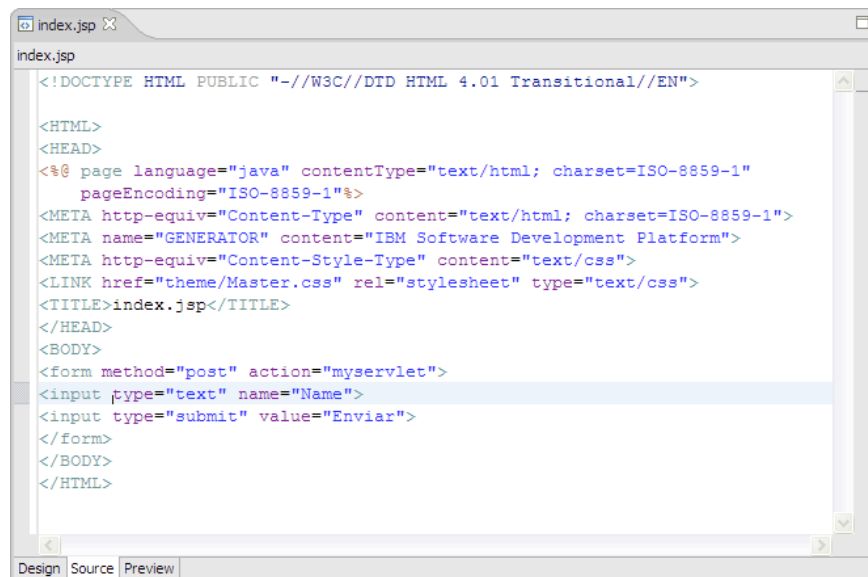 index.jsp
index.jsp
<!DOCTYPE HTML PUBLIC "-//W3C//DTD HTML 4.01 Transitional//EN">
<HTML>
<HEAD>
<%@ page language="java" contentType="text/html; charset=ISO-8859-1"
    pageEncoding="ISO-8859-1"%>
<META http-equiv="Content-Type" content="text/html; charset=ISO-8859-1">
<META name="GENERATOR" content="IBM Software Development Platform">
<META http-equiv="Content-Style-Type" content="text/css">
<LINK href="theme/Master.css" rel="stylesheet" type="text/css">
<TITLE>index.jsp</TITLE>
</HEAD>
<BODY>
<form method="post" action="myservlet">
<input type="text" name="Name">
<input type="submit" value="Enviar">
</form>
</BODY>
</HTML>
Design Source Preview